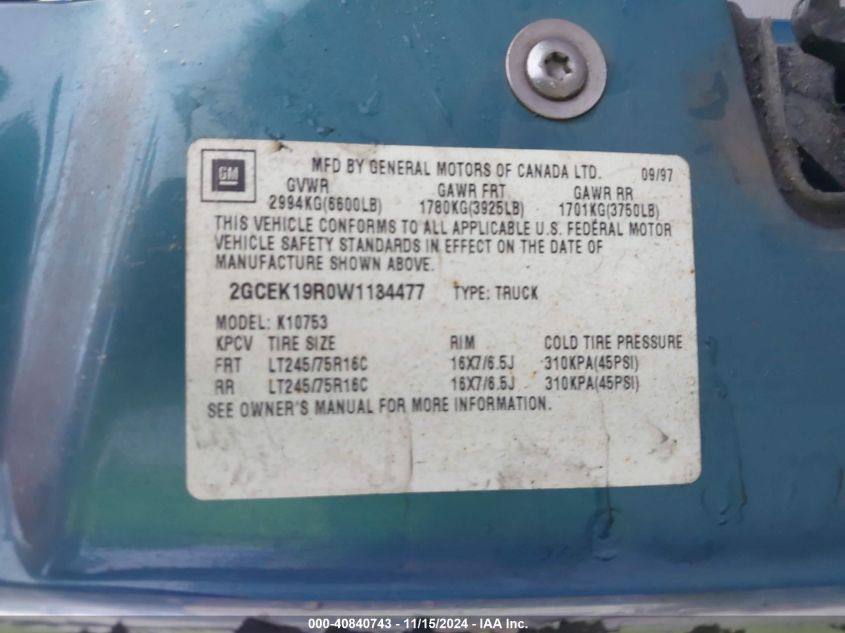 GM
MFD BY GENERAL MOTORS OF CANADA LTD. 09/97
GVWR GAWR FRT GAWR RR
2994KG(6600LB) 1780KG(3925LB) 1701KG(3750LB)
THIS VEHICLE CONFORMS TO ALL APPLICABLE U.S. FEDERAL MOTOR
VEHICLE SAFETY STANDARDS IN EFFECT ON THE DATE OF
MANUFACTURE SHOWN ABOVE.
2GCEK19R0W1134477 TYPE: TRUCK
MODEL: K10753
KPCV TIRE SIZE RIM COLD TIRE PRESSURE
FRT LT245/75R16C 16X7/6.5J 310KPA(45PSI)
RR LT245/75R16C 16X7/6.5J 310KPA(45PSI)
SEE OWNER'S MANUAL FOR MORE INFORMATION.
000-40840743 - 11/15/2024 - IAA Inc.